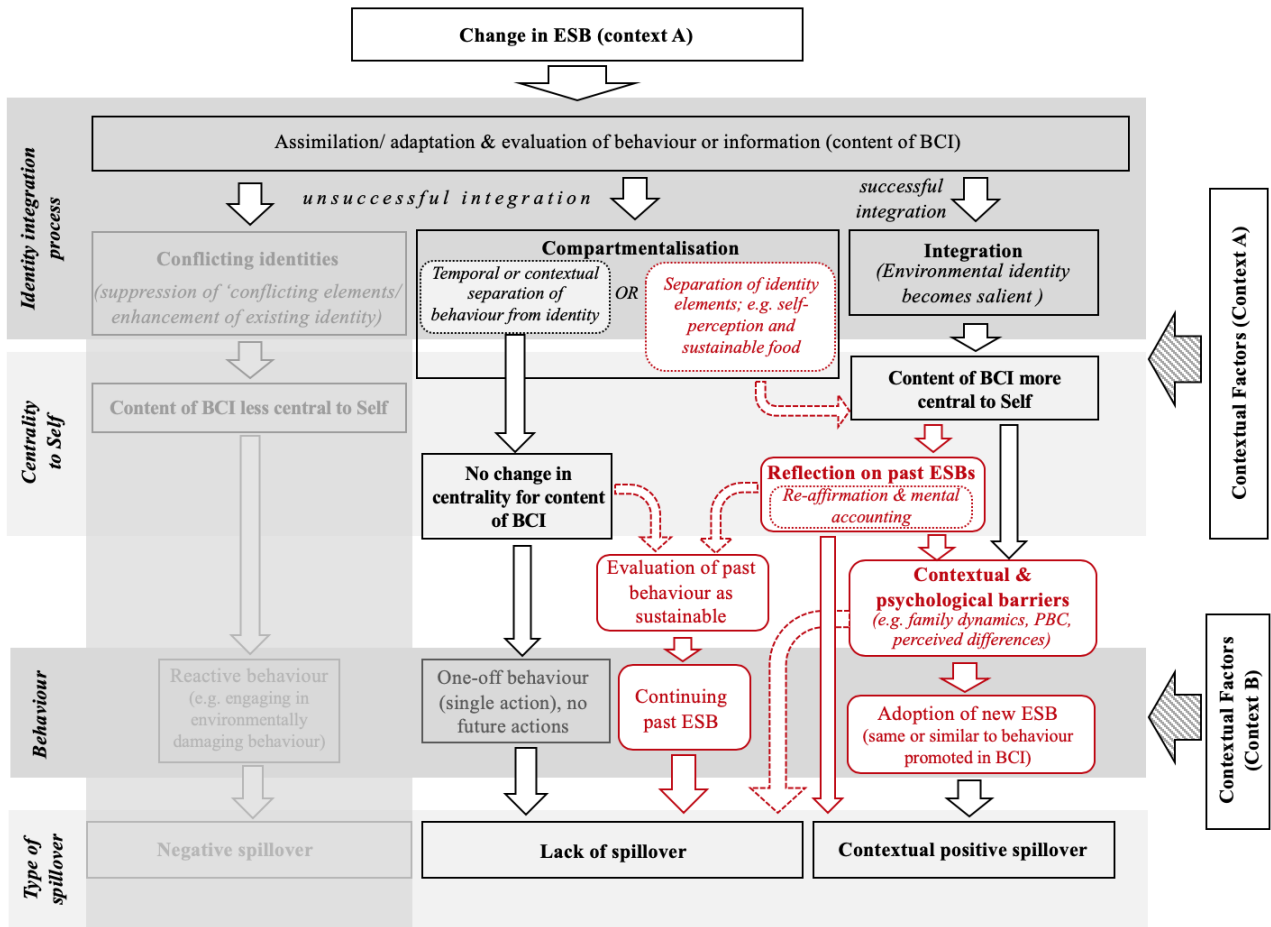 Change in ESB (context A)
Identity integration
process
Assimilation/ adaptation & evaluation of behaviour or information (content of BCI)
unsuccessful integration
successful
integration
Conflicting identities
(suppression of ‘conflicting elements/
enhancement of existing identity)
Compartmentalisation
Temporal or contextual
separation of
behaviour from identity
OR
Separation of identity
elements; e.g. self-
perception and
sustainable food
Integration
(Environmental identity
becomes salient )
Contextual Factors (Context A)
Centrality
to Self
Content of BCI less central to Self
Content of BCI more
central to Self
No change in
centrality for content
of BCI
Reflection on past ESBs
Re-affirmation & mental
accounting
Evaluation of past
behaviour as
sustainable
Contextual &
psychological barriers
(e.g. family dynamics, PBC,
perceived differences)
Behaviour
Reactive behaviour
(e.g. engaging in
environmentally
damaging behaviour)
One-off behaviour
(single action), no
future actions
Continuing
past ESB
Adoption of new ESB
(same or similar to behaviour
promoted in BCI)
Contextual Factors
(Context B)
Type of
spillover
Negative spillover
Lack of spillover
Contextual positive spillover